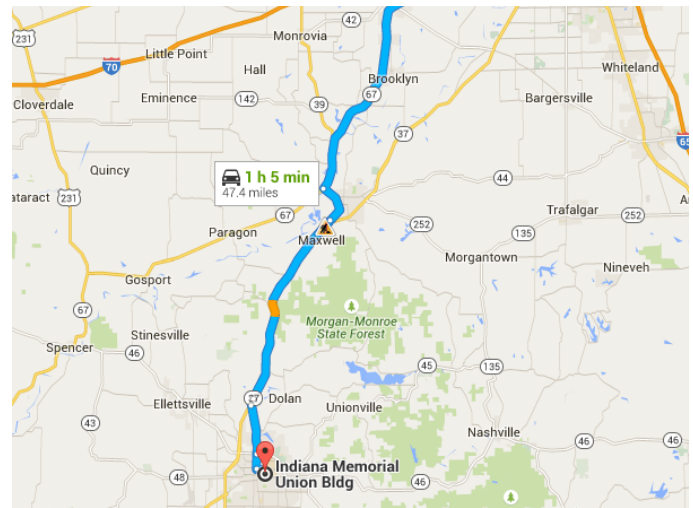 42
Monrovia
231
Little Point
70
Whiteland
Hall
Brooklyn
67
Cloverdale
Eminence
142
39
Bargersville
37
65
Quincy
1 h 5 min
47.4 miles
44
ataract
231
67
Paragon
Maxwell
252
252
Trafalgar
135
Morgantown
Nineveh
Gosport
67
Morgan-Monroe
State Forest
Stinesville
Spencer
46
45
135
Ellettsville
Dolan
Unionville
43
46
Nashville
46
46
48
Indiana Memorial
Union Bldg